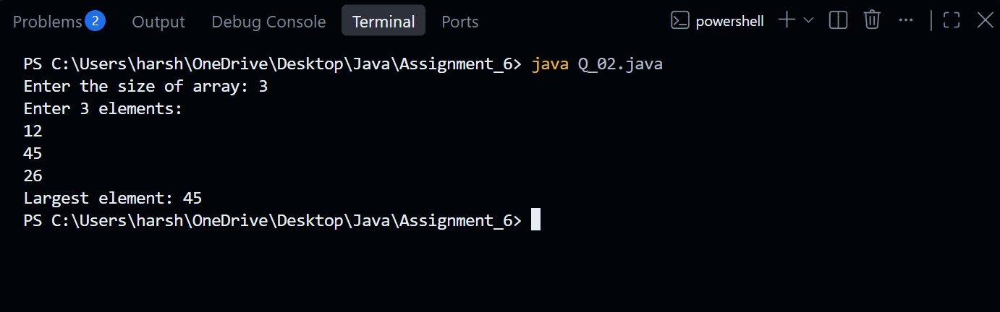 Problems 2 Output Debug Console Terminal Ports powershell
PS C:\Users\harsh\OneDrive\Desktop\Java\Assignment_6> java Q_02.java
Enter the size of array: 3
Enter 3 elements:
12
45
26
Largest element: 45
PS C:\Users\harsh\OneDrive\Desktop\Java\Assignment_6>